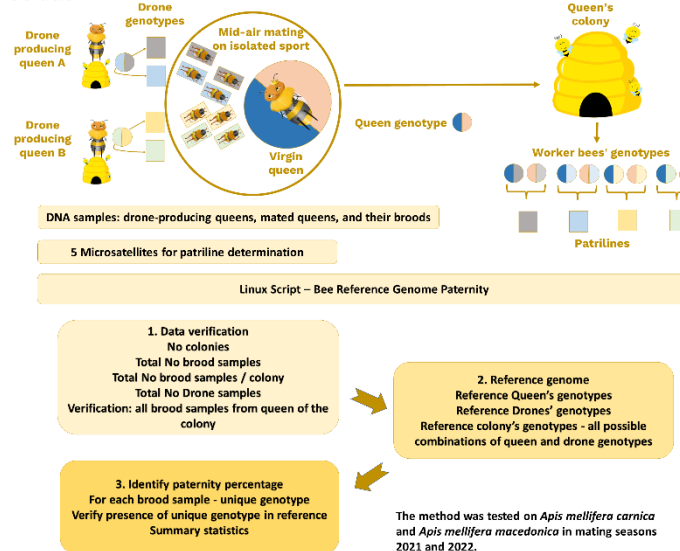 Drone
producing
queen A
Drone
genotypes
Mid-air mating
on isolated sport
Queen's
colony
Drone
producing
queen B
Virgin
queen
Queen genotype
Worker bees' genotypes
Patrilines
DNA samples: drone-producing queens, mated queens, and their broods
5 Microsatellites for patriline determination
Linux Script – Bee Reference Genome Paternity
1. Data verification
No colonies
Total No brood samples
Total No brood samples / colony
Total No Drone samples
Verification: all brood samples from queen of the
colony
2. Reference genome
Reference Queen's genotypes
Reference Drones' genotypes
Reference colony's genotypes - all possible
combinations of queen and drone genotypes
3. Identify paternity percentage
For each brood sample - unique genotype
Verify presence of unique genotype in reference
Summary statistics
The method was tested on Apis mellifera carnica
and Apis mellifera macedonica in mating seasons
2021 and 2022.